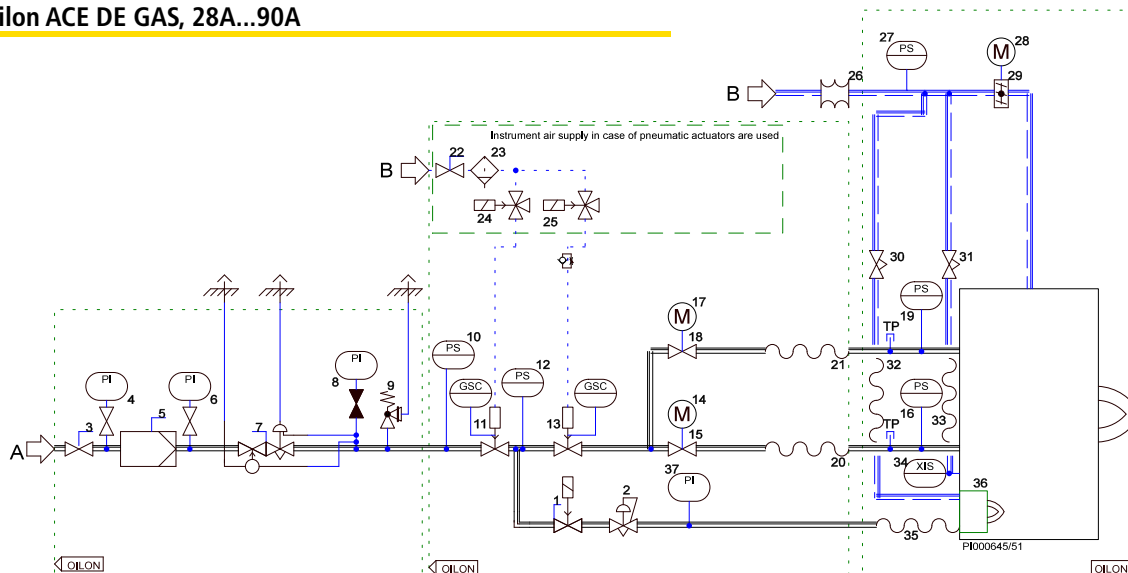 ilon ACE DE GAS, 28A...90A
27
PS
M
28
26
29
B
Instrument air supply in case of pneumatic actuators are used
B
22
23
24
25
30
31
PS
19
M
17
18
TP
PI
8
9
PS
10
PS
12
GSC
GSC
21
32
PI
4
PI
6
M
14
PS
16
33
11
13
TP
A
3
5
7
15
20
34
XIS
37
PI
36
1
2
35
PI000645/51
OILON
OILON
OILON